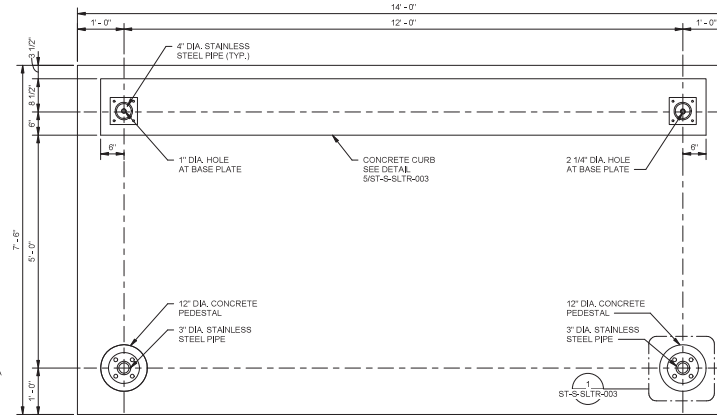 14' - 0"
1' - 0"
12' - 0"
1' - 0"
3 1/2"
8 1/2"
6"
7' - 6"
5' - 0"
1' - 0"
4" DIA. STAINLESS
STEEL PIPE (TYP.)
6"
1" DIA. HOLE
AT BASE PLATE
CONCRETE CURB
SEE DETAIL
5/ST-S-SLTR-003
2 1/4" DIA. HOLE
AT BASE PLATE
6"
12" DIA. CONCRETE
PEDESTAL
3" DIA. STAINLESS
STEEL PIPE
12" DIA. CONCRETE
PEDESTAL
3" DIA. STAINLESS
STEEL PIPE
1
ST-S-SLTR-003